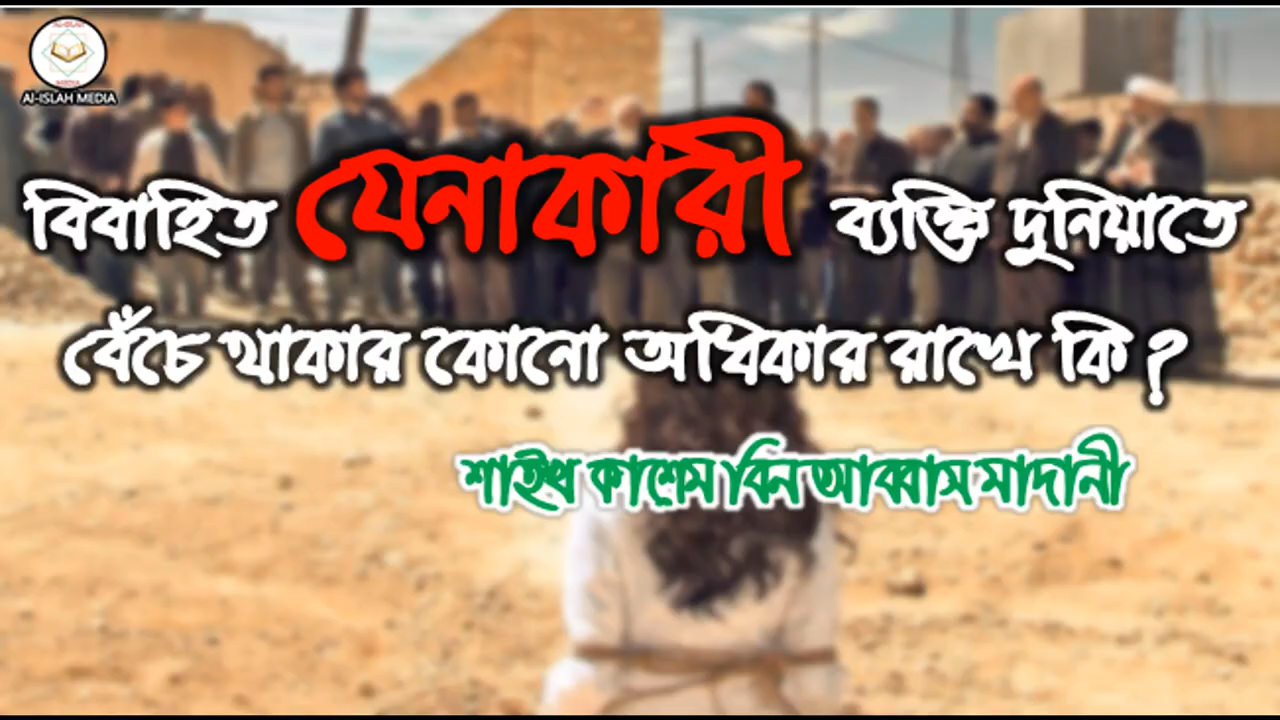 AL-ISLAH MEDIA
বিবাহিত যেনাকারী ব্যক্তি দুনিয়াতে
বেঁচে থাকার কোনো অধিকার রাখে কি ?
শাইখ কাশেম বিন আব্বাস মাদানী